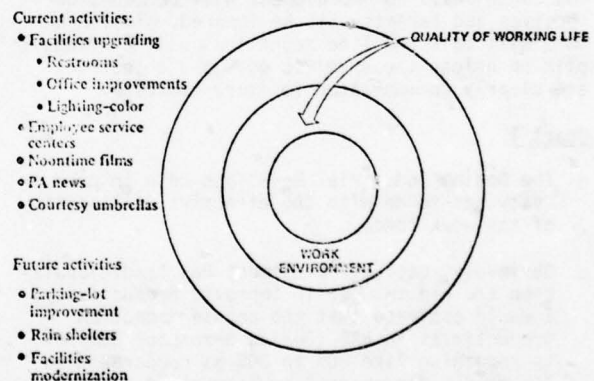 Current activities:
• Facilities upgrading
• Restrooms
• Office improvements
• Lighting-color
• Employee service
centers
• Noontime films
• PA news
• Courtesy umbrellas
Future activities
• Parking-lot
improvement
• Rain shelters
• Facilities
modernization
QUALITY OF WORKING LIFE
WORK
ENVIRONMENT